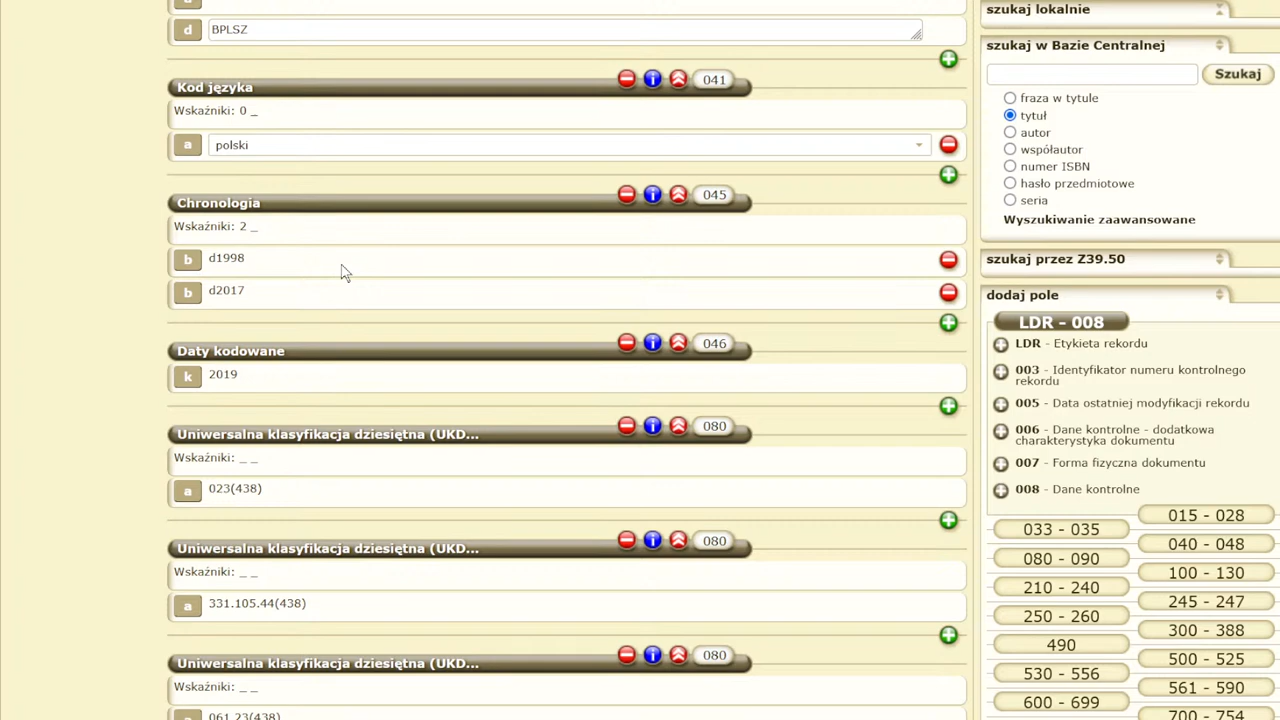 d BPLSZ
Kod języka 041
Wskaźniki: 0 _
a polski
Chronologia 045
Wskaźniki: 2 _
b d1998
b d2017
Daty kodowane 046
k 2019
Uniwersalna klasyfikacja dziesiętna (UKD... 080
Wskaźniki: _ _
a 023(438)
Uniwersalna klasyfikacja dziesiętna (UKD... 080
Wskaźniki: _ _
a 331.105.44(438)
Uniwersalna klasyfikacja dziesiętna (UKD... 080
Wskaźniki: _ _
a 061.23(438)
szukaj lokalnie
szukaj w Bazie Centralnej
Szukaj
fraza w tytule
tytuł
autor
współautor
numer ISBN
hasło przedmiotowe
seria
Wyszukiwanie zaawansowane
szukaj przez Z39.50
dodaj pole
LDR - 008
LDR - Etykieta rekordu
003 - Identyfikator numeru kontrolnego
rekordu
005 - Data ostatniej modyfikacji rekordu
006 - Dane kontrolne - dodatkowa
charakterystyka dokumentu
007 - Forma fizyczna dokumentu
008 - Dane kontrolne
015 - 028
033 - 035
040 - 048
080 - 090
100 - 130
210 - 240
245 - 247
250 - 260
300 - 388
490
500 - 525
530 - 556
561 - 590
600 - 699
700 - 754